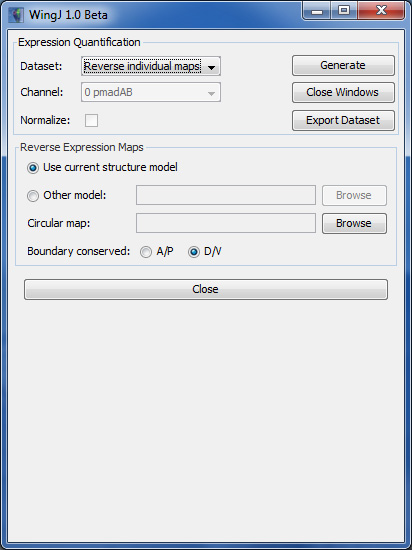 WingJ 1.0 Beta
Expression Quantification
Dataset: Reverse individual maps Generate
Channel: 0 pmadAB Close Windows
Normalize: Export Dataset
Reverse Expression Maps
Use current structure model
Other model: Browse
Circular map: Browse
Boundary conserved: A/P D/V
Close